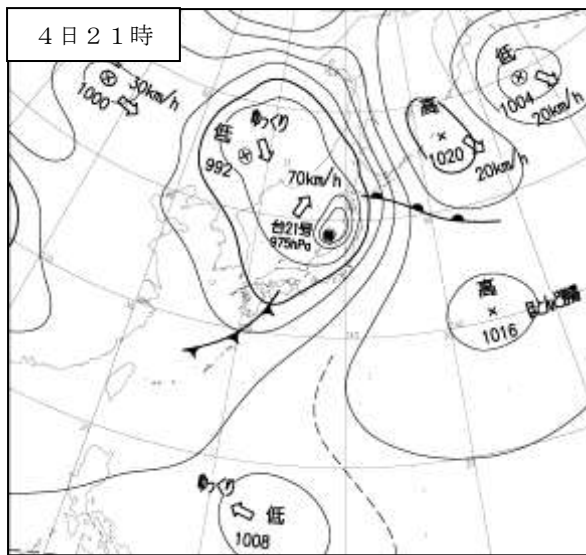 ４日２１時
30km/h
1000
低
992
ゆっくり
70km/h
台21号
975hPa
高
1020
20km/h
低
1004
20km/h
高
1016
ほとんど停滞
ゆっくり
低
1008